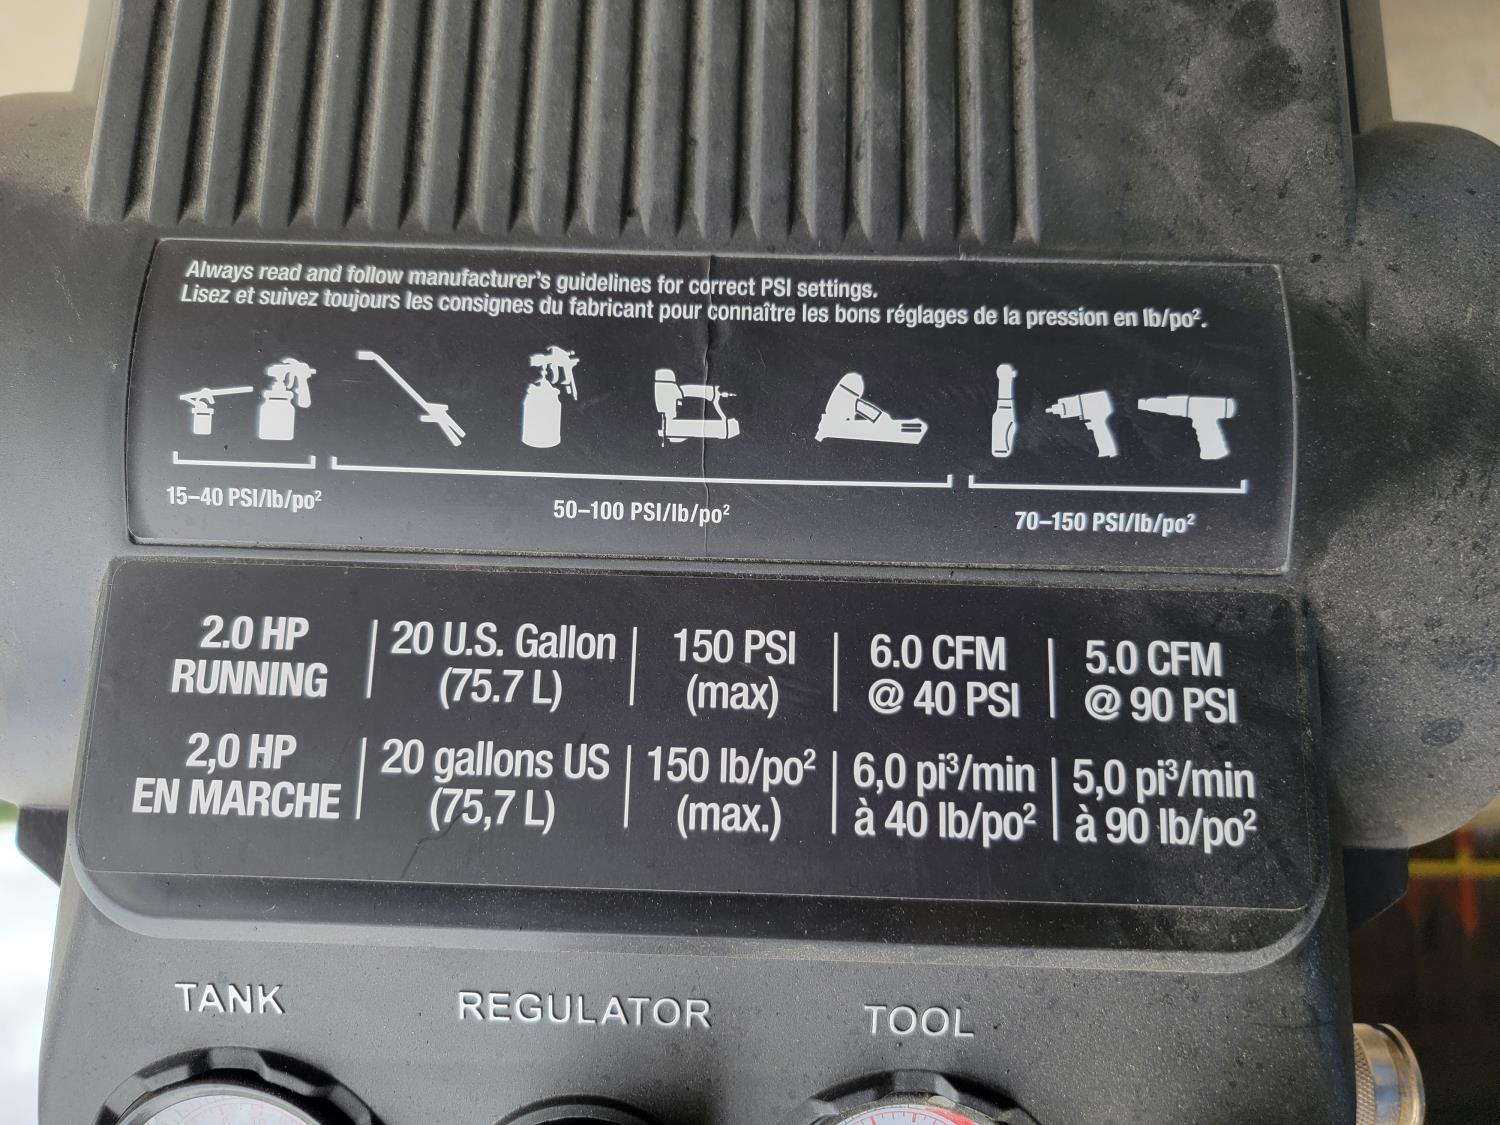 Always read and follow manufacturer's guidelines for correct PSI settings.
Lisez et suivez toujours les consignes du fabricant pour connaître les bons réglages de la pression en lb/po².
15–40 PSI/lb/po²
50–100 PSI/lb/po²
70–150 PSI/lb/po²
2.0 HP
RUNNING
20 U.S. Gallon
(75.7 L)
150 PSI
(max)
6.0 CFM
@ 40 PSI
5.0 CFM
@ 90 PSI
2,0 HP
EN MARCHE
20 gallons US
(75,7 L)
150 lb/po²
(max.)
6,0 pi³/min
à 40 lb/po²
5,0 pi³/min
à 90 lb/po²
TANK
REGULATOR
TOOL